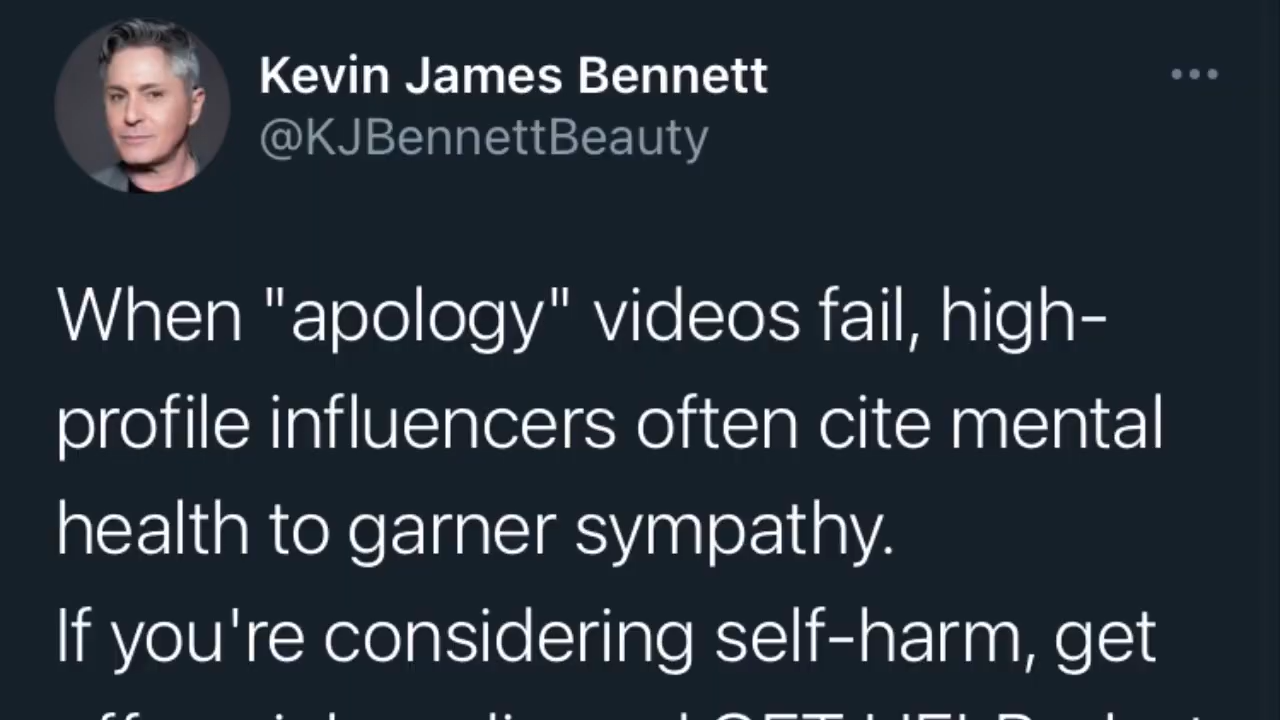 Kevin James Bennett
@KJBennettBeauty
When "apology" videos fail, high-
profile influencers often cite mental
health to garner sympathy.
If you're considering self-harm, get